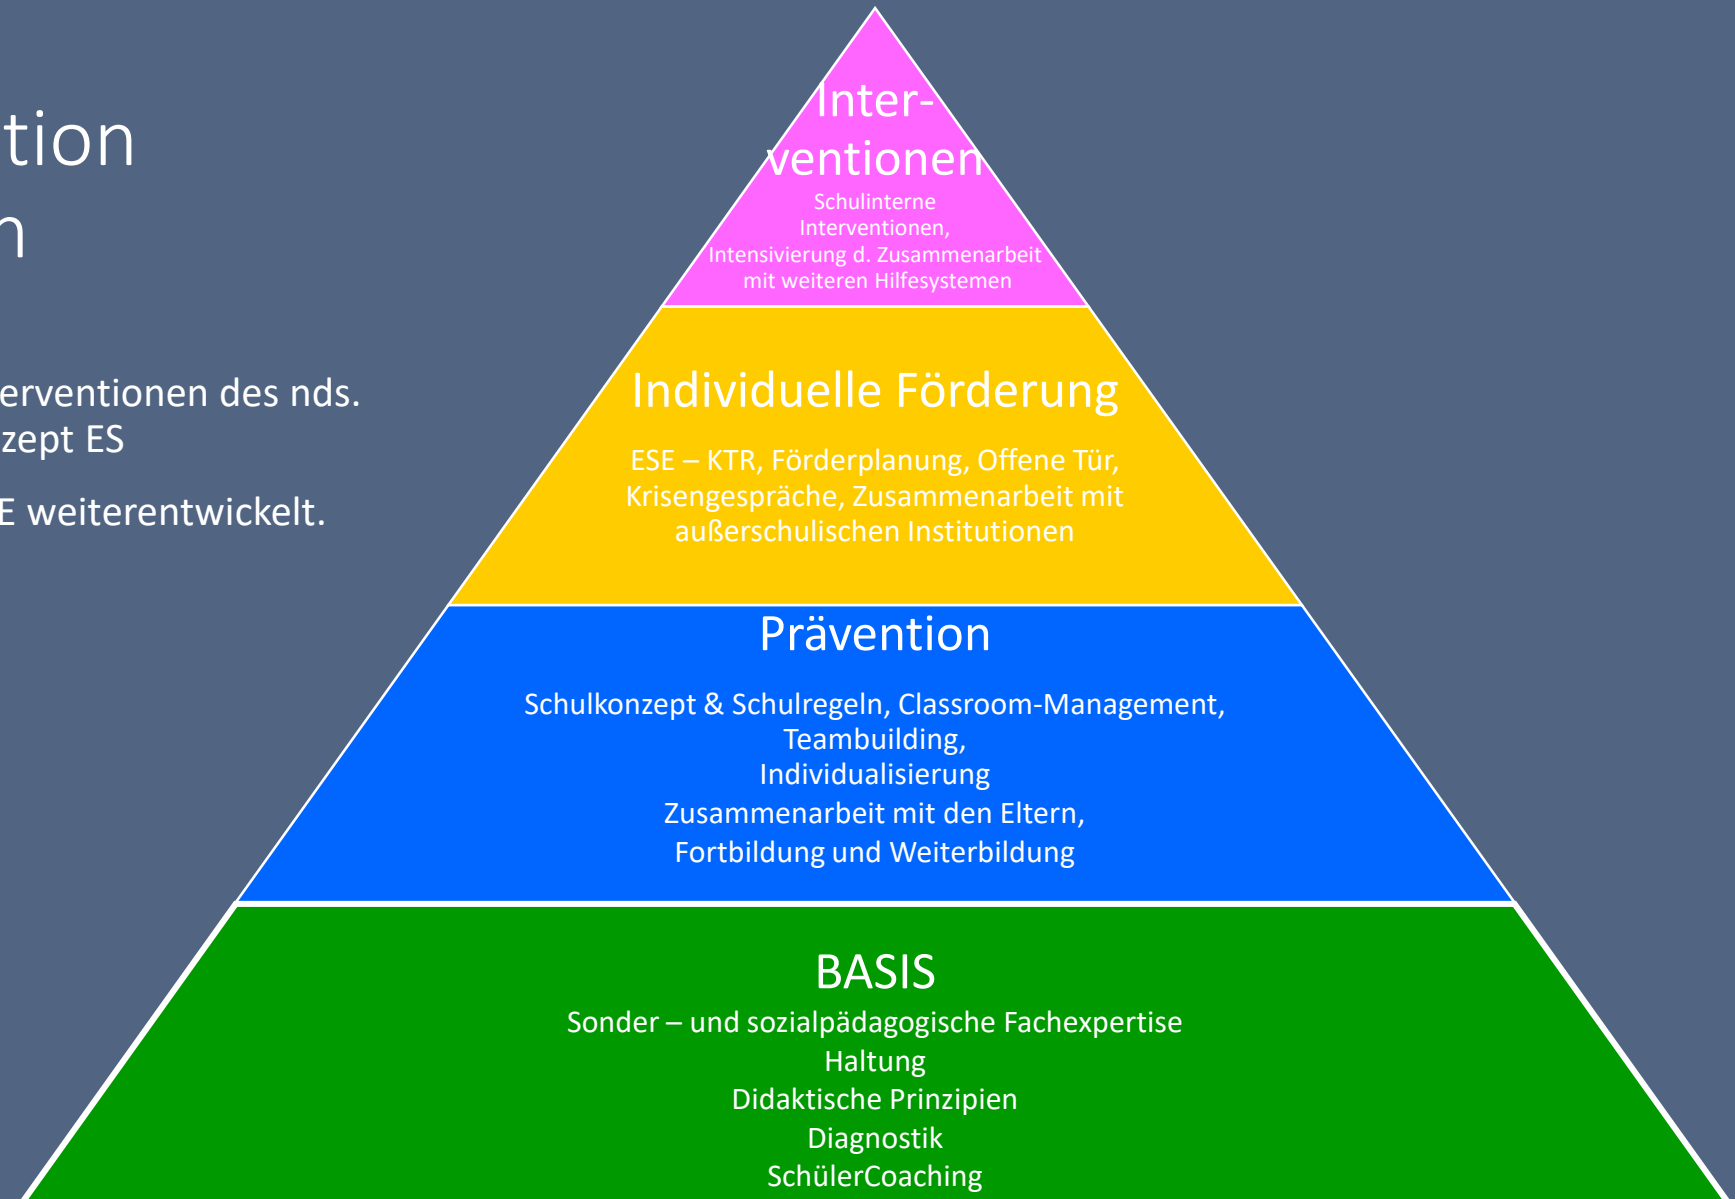 tion
n
erventionen des nds.
zept ES
E weiterentwickelt.
Inter-
ventionen
Schulinterne
Interventionen,
Intensivierung d. Zusammenarbeit
mit weiteren Hilfesystemen
Individuelle Förderung
ESE – KTR, Förderplanung, Offene Tür,
Krisengespräche, Zusammenarbeit mit
außerschulischen Institutionen
Prävention
Schulkonzept & Schulregeln, Classroom-Management,
Teambuilding,
Individualisierung
Zusammenarbeit mit den Eltern,
Fortbildung und Weiterbildung
BASIS
Sonder – und sozialpädagogische Fachexpertise
Haltung
Didaktische Prinzipien
Diagnostik
SchülerCoaching